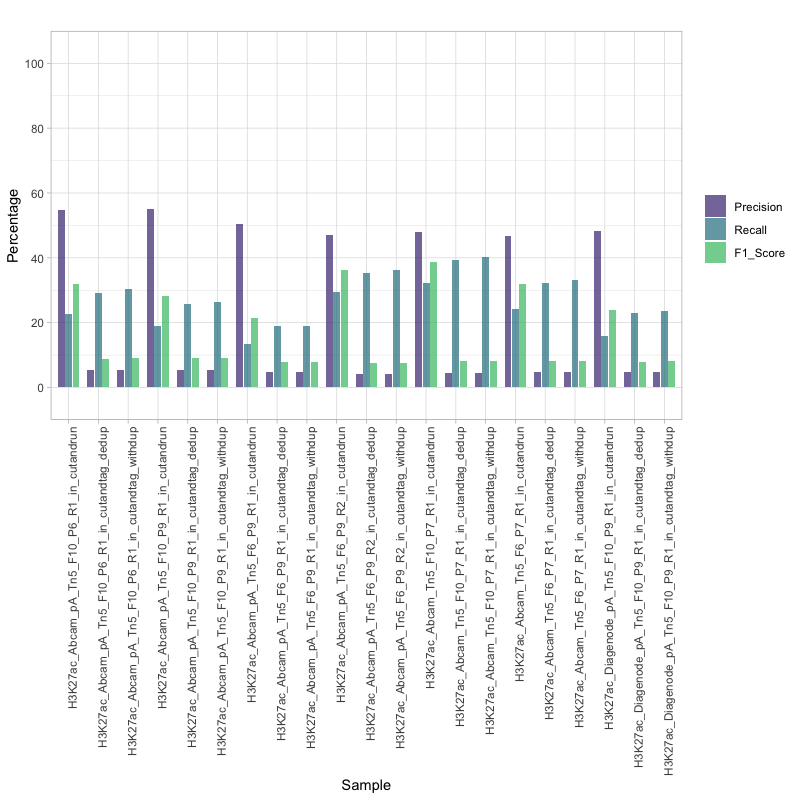 100
80
60
40
20
0
Percentage
Precision
Recall
F1_Score
H3K27ac_Abcam_pA_Tn5_F10_P6_R1_in_cutandrun
H3K27ac_Abcam_pA_Tn5_F10_P6_R1_in_cutandtag_dedup
H3K27ac_Abcam_pA_Tn5_F10_P6_R1_in_cutandtag_withdup
H3K27ac_Abcam_pA_Tn5_F10_P9_R1_in_cutandrun
H3K27ac_Abcam_pA_Tn5_F10_P9_R1_in_cutandtag_dedup
H3K27ac_Abcam_pA_Tn5_F10_P9_R1_in_cutandtag_withdup
H3K27ac_Abcam_pA_Tn5_F6_P9_R1_in_cutandrun
H3K27ac_Abcam_pA_Tn5_F6_P9_R1_in_cutandtag_dedup
H3K27ac_Abcam_pA_Tn5_F6_P9_R1_in_cutandtag_withdup
H3K27ac_Abcam_pA_Tn5_F6_P9_R2_in_cutandrun
H3K27ac_Abcam_pA_Tn5_F6_P9_R2_in_cutandtag_dedup
H3K27ac_Abcam_pA_Tn5_F6_P9_R2_in_cutandtag_withdup
H3K27ac_Abcam_Tn5_F10_P7_R1_in_cutandrun
H3K27ac_Abcam_Tn5_F10_P7_R1_in_cutandtag_dedup
H3K27ac_Abcam_Tn5_F10_P7_R1_in_cutandtag_withdup
H3K27ac_Abcam_Tn5_F6_P7_R1_in_cutandrun
H3K27ac_Abcam_Tn5_F6_P7_R1_in_cutandtag_dedup
H3K27ac_Abcam_Tn5_F6_P7_R1_in_cutandtag_withdup
H3K27ac_Diagenode_pA_Tn5_F10_P9_R1_in_cutandrun
H3K27ac_Diagenode_pA_Tn5_F10_P9_R1_in_cutandtag_dedup
H3K27ac_Diagenode_pA_Tn5_F10_P9_R1_in_cutandtag_withdup
Sample